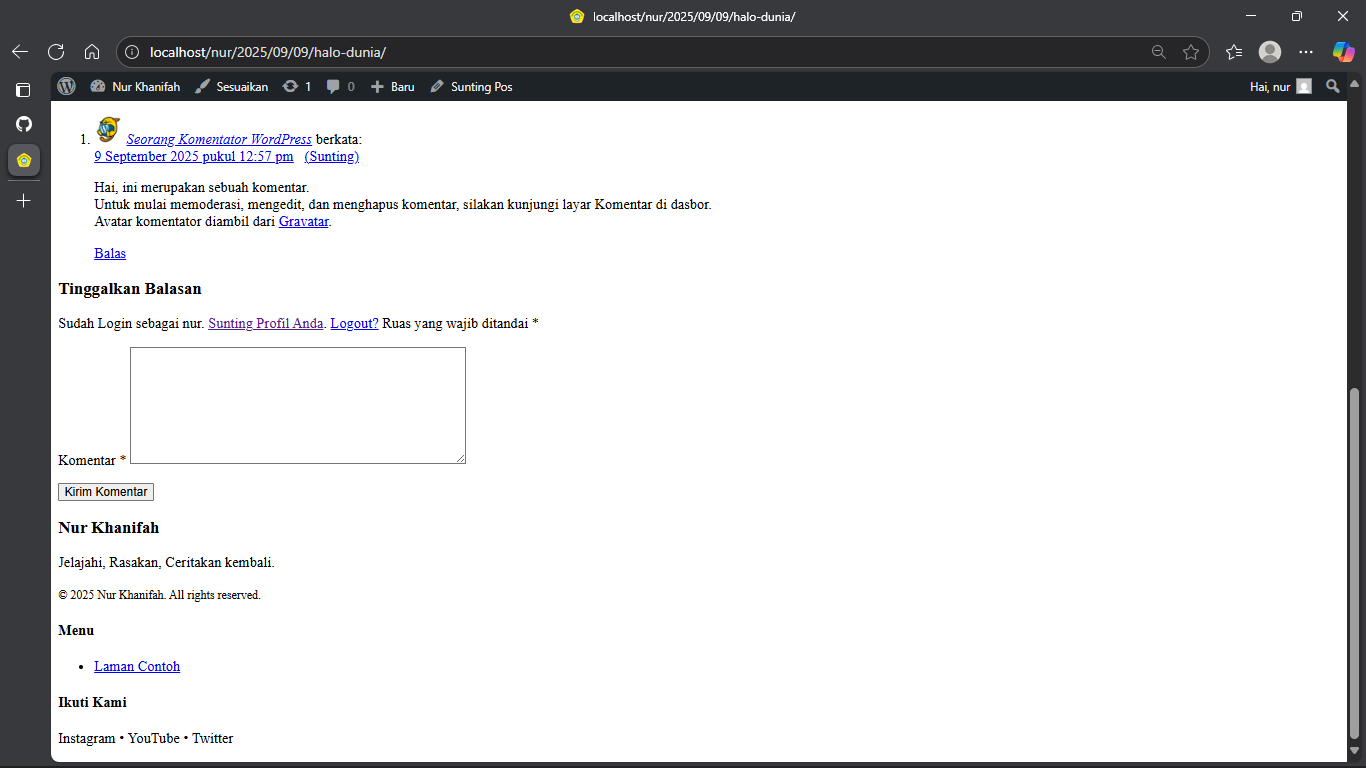 localhost/nur/2025/09/09/halo-dunia/
localhost/nur/2025/09/09/halo-dunia/
Nur Khanifah Sesuaikan 1 0 Baru Sunting Pos Hai, nur
1. Seorang Komentator WordPress berkata:
9 September 2025 pukul 12:57 pm (Sunting)
Hai, ini merupakan sebuah komentar.
Untuk mulai memoderasi, mengedit, dan menghapus komentar, silakan kunjungi layar Komentar di dasbor.
Avatar komentator diambil dari Gravatar.
Balas
Tinggalkan Balasan
Sudah Login sebagai nur. Sunting Profil Anda. Logout? Ruas yang wajib ditandai *
Komentar *
Kirim Komentar
Nur Khanifah
Jelajahi, Rasakan, Ceritakan kembali.
© 2025 Nur Khanifah. All rights reserved.
Menu
• Laman Contoh
Ikuti Kami
Instagram • YouTube • Twitter